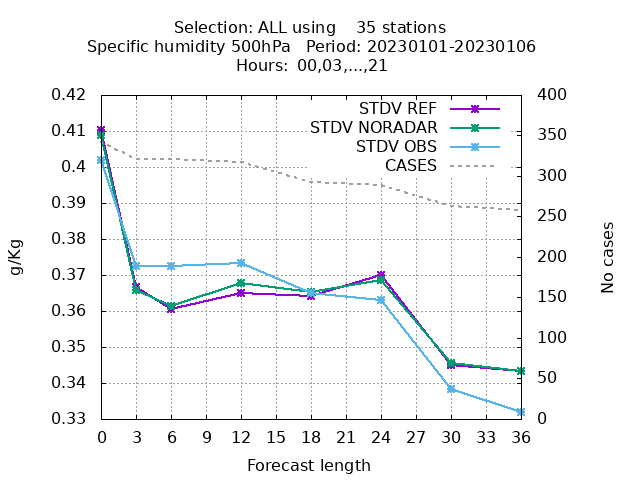 Selection: ALL using    35 stations
Specific humidity 500hPa   Period: 20230101-20230106
Hours:  00,03,...,21
STDV REF
STDV NORADAR
STDV OBS
CASES
0.42
0.41
0.4
0.39
0.38
0.37
0.36
0.35
0.34
0.33
g/Kg
400
350
300
250
200
150
100
50
0
No cases
0 3 6 9 12 15 18 21 24 27 30 33 36
Forecast length